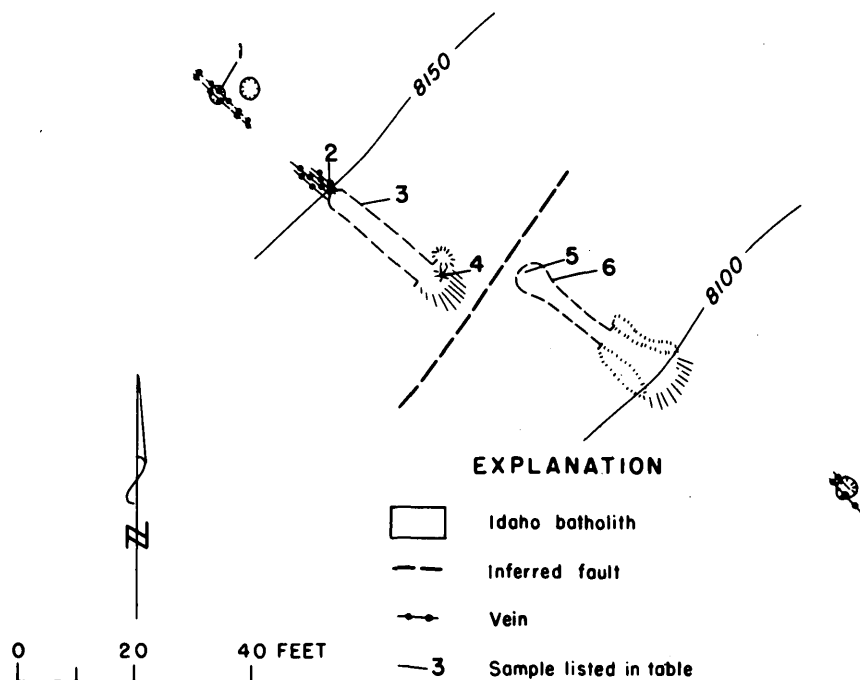 1
8150
2
3
4
5
6
8100
EXPLANATION
Idaho batholith
Inferred fault
Vein
3 Sample listed in table
N
0 20 40 FEET